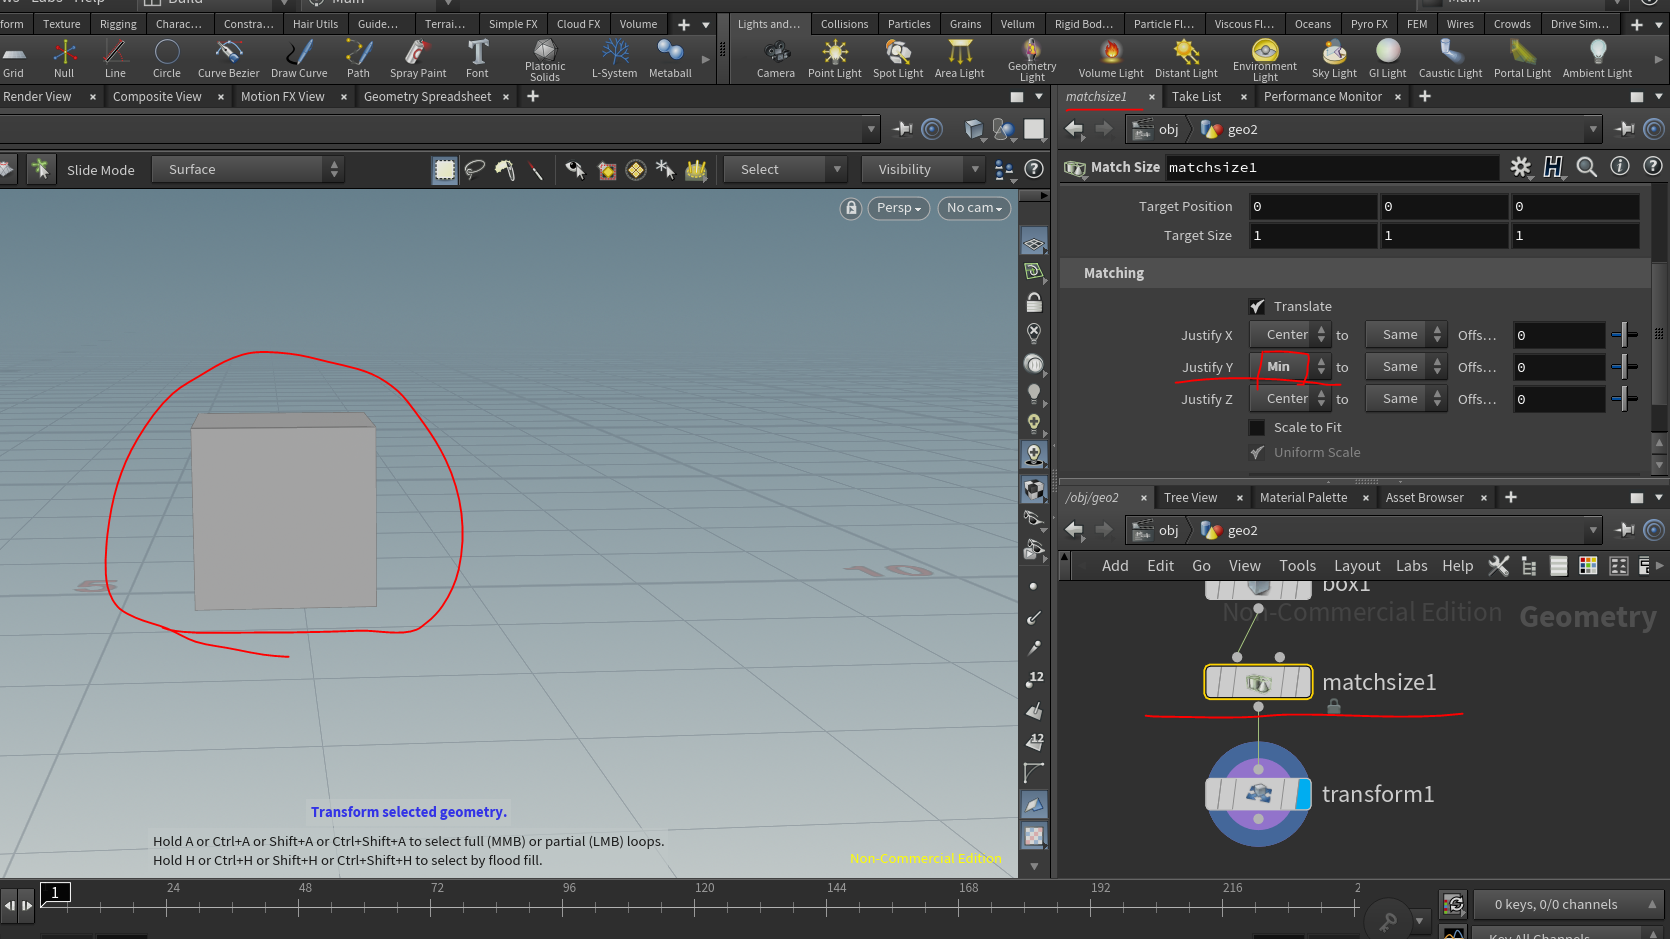 Build
Main
Main
form Texture Rigging Charac... Constra... Hair Utils Guide... Terrai... Simple FX Cloud FX Volume
Lights and... Collisions Particles Grains Vellum Rigid Bod... Particle Fl... Viscous Fl... Oceans Pyro FX FEM Wires Crowds Drive Sim...
Grid Null Line Circle Curve Bezier Draw Curve Path Spray Paint Font Platonic Solids L-System Metaball
Camera Point Light Spot Light Area Light Geometry Light Volume Light Distant Light Environment Light Sky Light GI Light Caustic Light Portal Light Ambient Light
Render View × Composite View × Motion FX View × Geometry Spreadsheet ×
matchsize1 × Take List × Performance Monitor ×
obj geo2
Slide Mode Surface Select Visibility
Match Size matchsize1
Persp No cam
Target Position 0 0 0
Target Size 1 1 1
Matching
Translate
Justify X Center to Same Offs... 0
Justify Y Min to Same Offs... 0
Justify Z Center to Same Offs... 0
Scale to Fit
Uniform Scale
/obj/geo2 × Tree View × Material Palette × Asset Browser ×
obj geo2
Add Edit Go View Tools Layout Labs Help
box1
Non-Commercial Edition Geometry
matchsize1
transform1
5
10
12
12
Transform selected geometry.
Hold A or Ctrl+A or Shift+A or Ctrl+Shift+A to select full (MMB) or partial (LMB) loops.
Hold H or Ctrl+H or Shift+H or Ctrl+Shift+H to select by flood fill.
Non-Commercial Edition
1 24 48 72 96 120 144 168 192 216 2
0 keys, 0/0 channels
Key All Channels